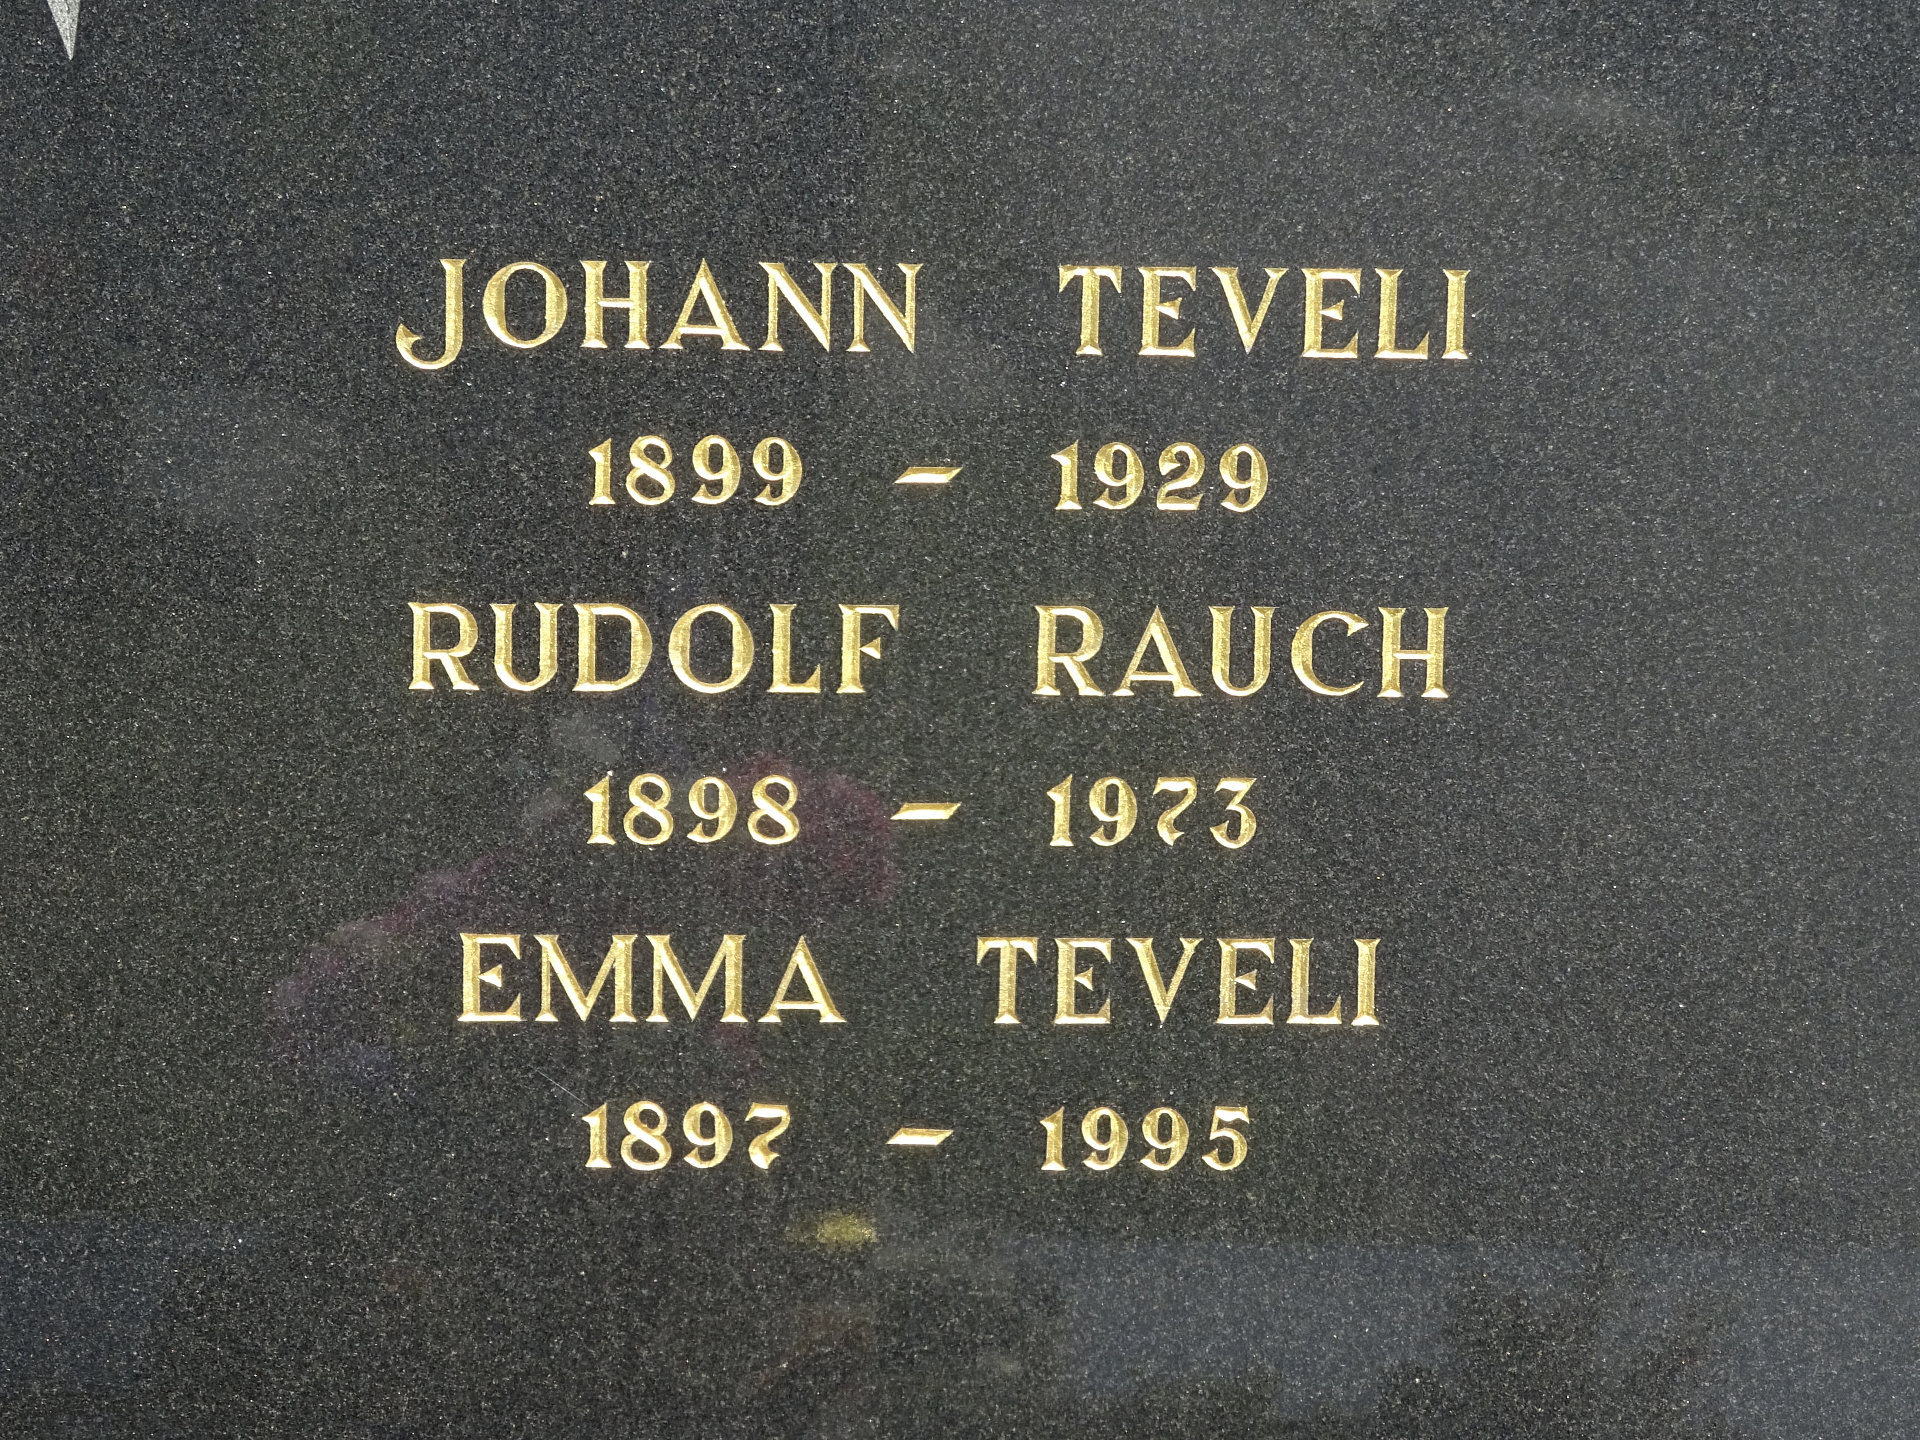 JOHANN TEVELI
1899 - 1929
RUDOLF RAUCH
1898 - 1973
EMMA TEVELI
1897 - 1995